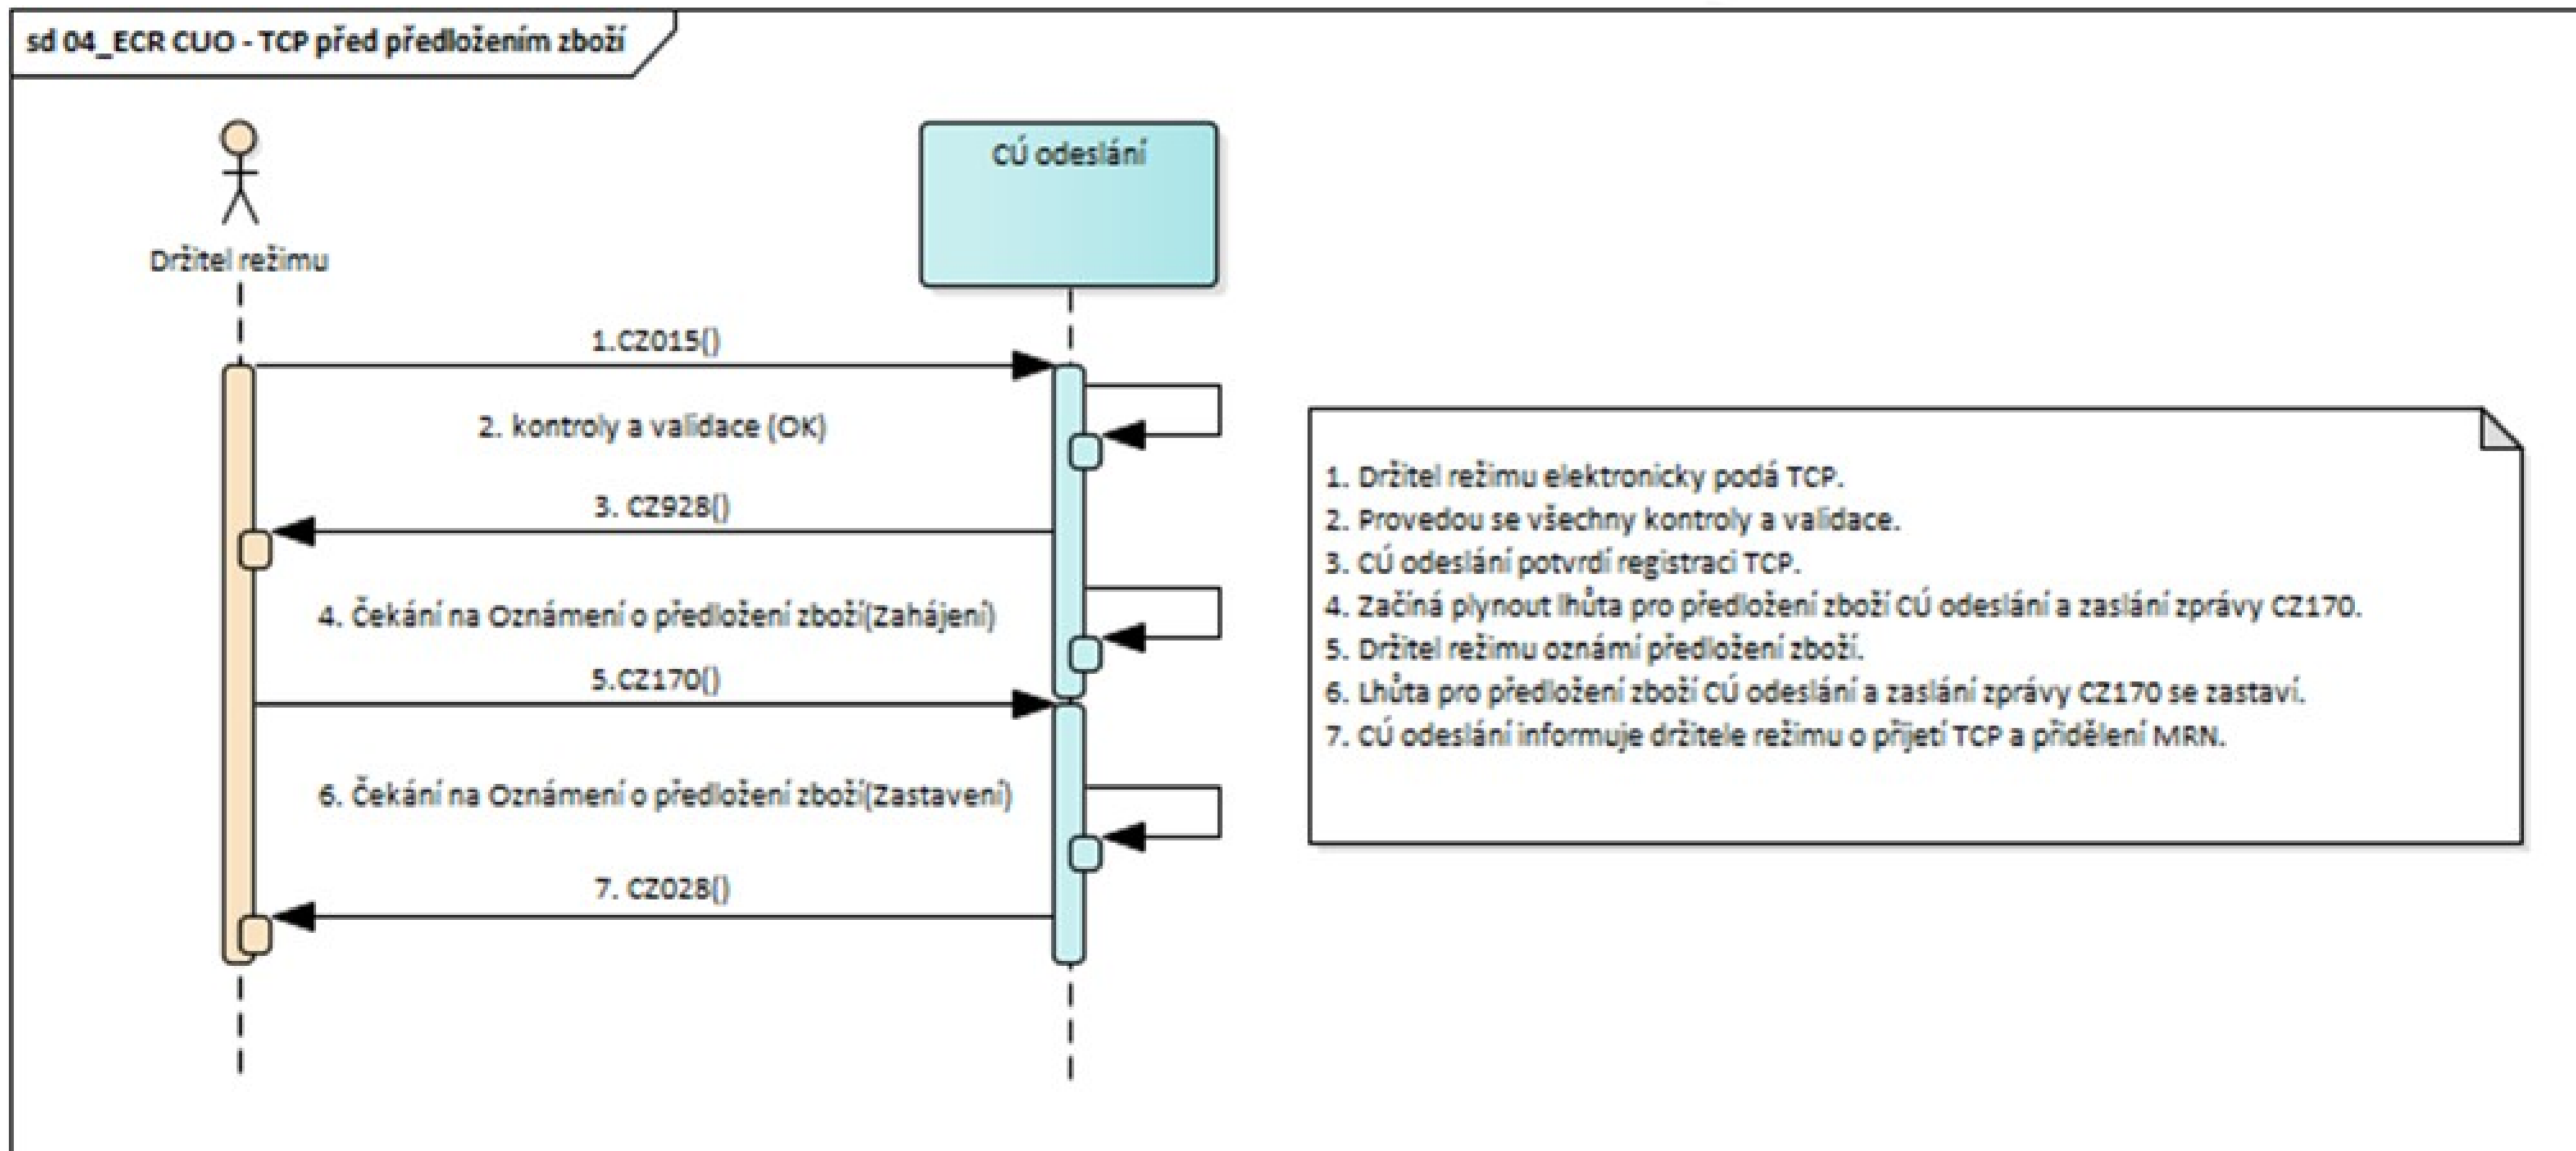 sd 04_ECR CUO - TCP před předložením zboží
CÚ odeslání
Držitel režimu
1.CZ015()
2. kontroly a validace (OK)
3. CZ928()
4. Čekání na Oznámení o předložení zboží(Zahájení)
5.CZ170()
6. Čekání na Oznámení o předložení zboží(Zastavení)
7. CZ028()
1. Držitel režimu elektronicky podá TCP.
2. Provedou se všechny kontroly a validace.
3. CÚ odeslání potvrdí registraci TCP.
4. Začíná plynout lhůta pro předložení zboží CÚ odeslání a zaslání zprávy CZ170.
5. Držitel režimu oznámí předložení zboží.
6. Lhůta pro předložení zboží CÚ odeslání a zaslání zprávy CZ170 se zastaví.
7. CÚ odeslání informuje držitele režimu o přijetí TCP a přidělení MRN.